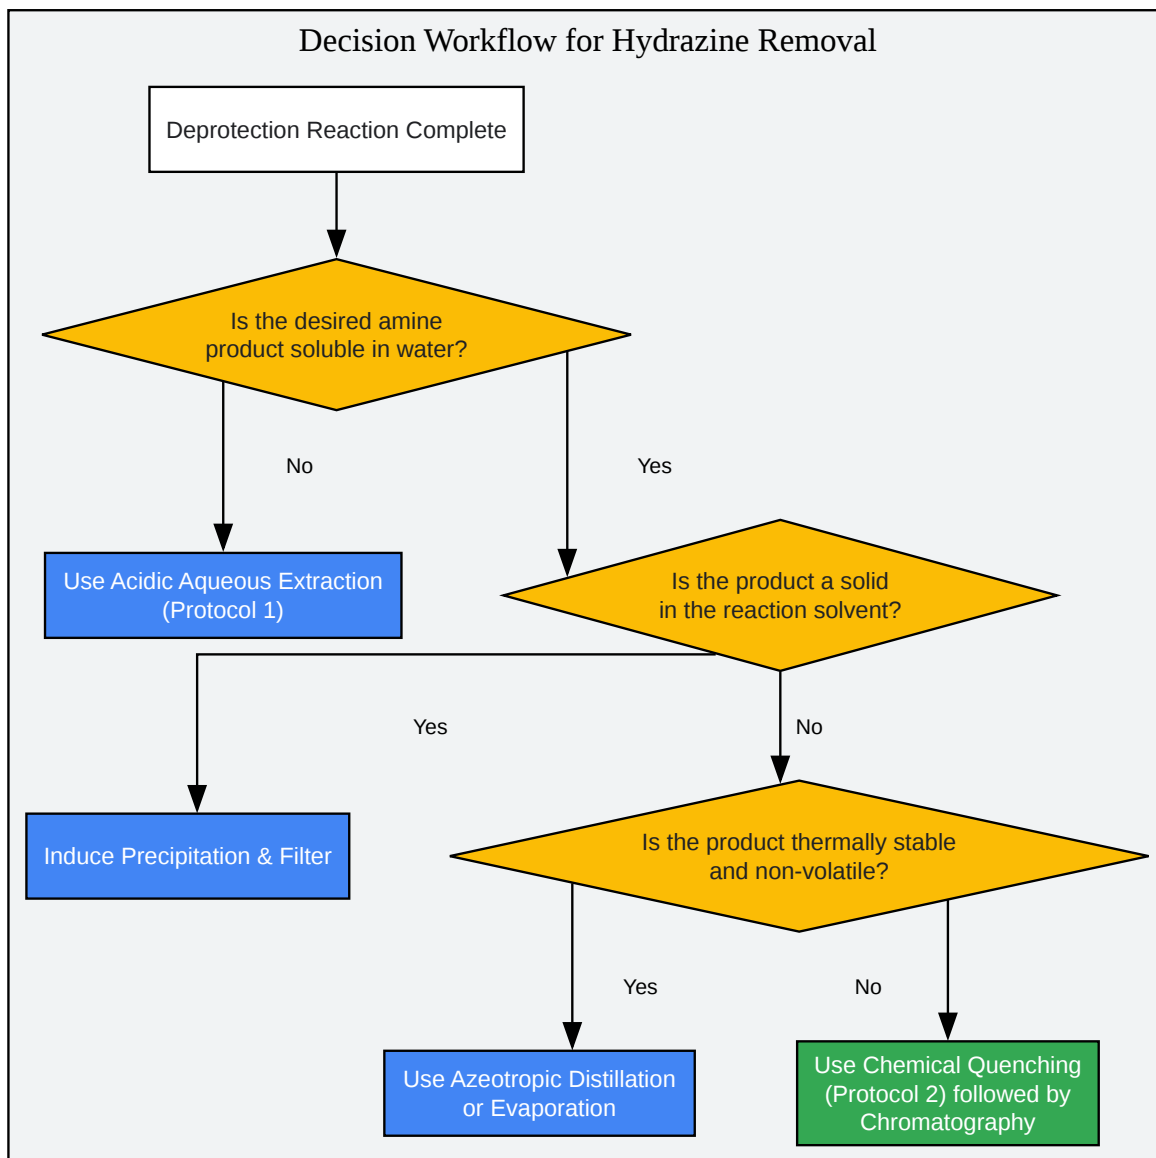 Decision Workflow for Hydrazine Removal
Deprotection Reaction Complete
Is the desired amine
product soluble in water?
No
Yes
Use Acidic Aqueous Extraction
(Protocol 1)
Is the product a solid
in the reaction solvent?
Yes
No
Induce Precipitation & Filter
Is the product thermally stable
and non-volatile?
Yes
No
Use Azeotropic Distillation
or Evaporation
Use Chemical Quenching
(Protocol 2) followed by
Chromatography